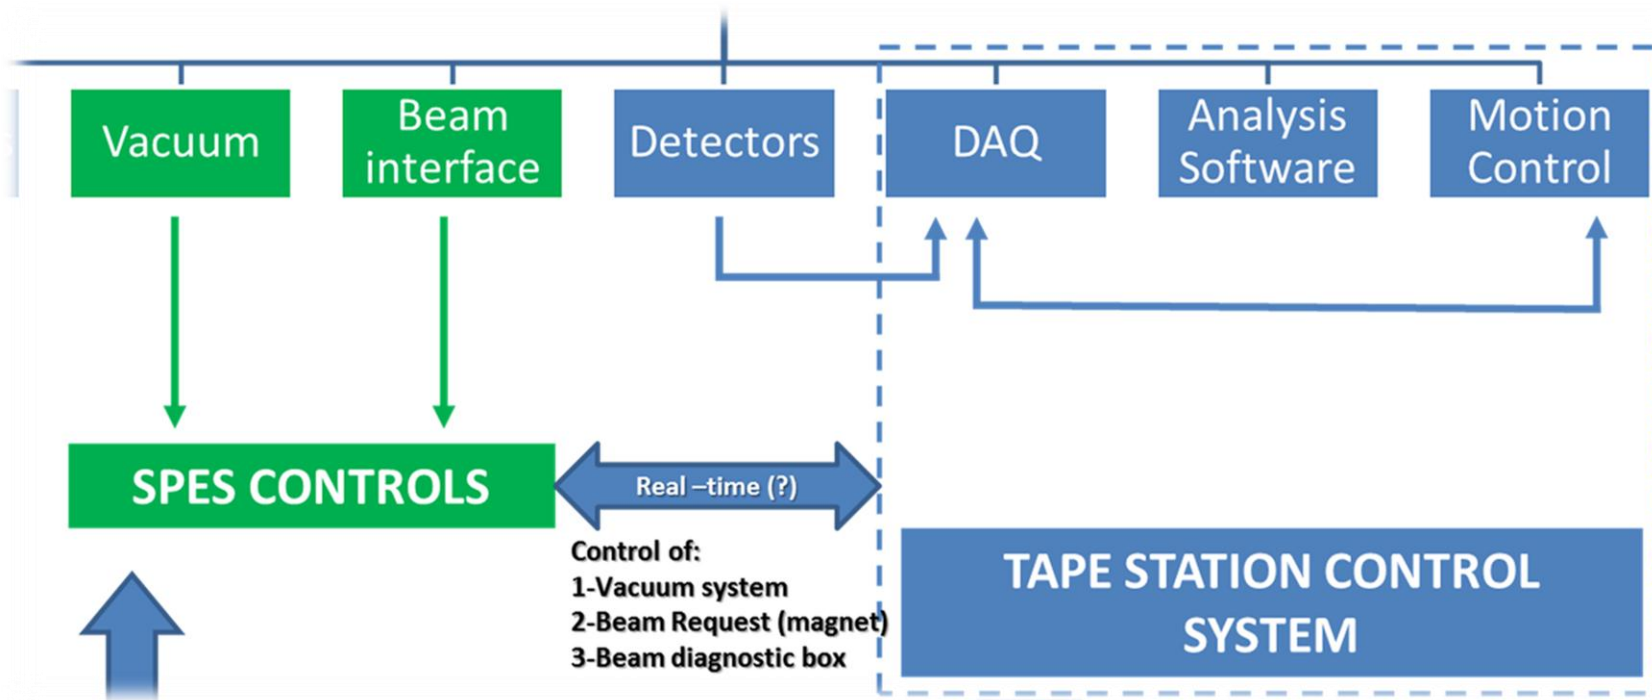 Vacuum
Beam
interface
Detectors
DAQ
Analysis
Software
Motion
Control
SPES CONTROLS
Real –time (?)
Control of:
1-Vacuum system
2-Beam Request (magnet)
3-Beam diagnostic box
TAPE STATION CONTROL
SYSTEM